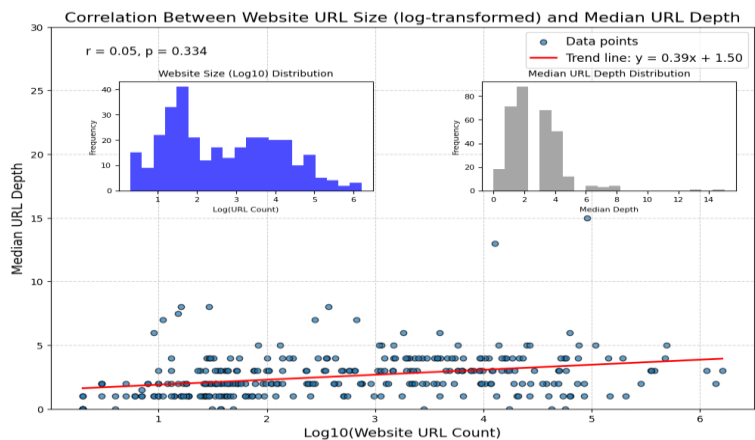 Correlation Between Website URL Size (log-transformed) and Median URL Depth
r = 0.05, p = 0.334
Data points
Trend line: y = 0.39x + 1.50
Website Size (Log10) Distribution
Frequency
40
30
20
10
0
1 2 3 4 5 6
Log(URL Count)
Median URL Depth Distribution
Frequency
80
60
40
20
0
0 2 4 6 8 10 12 14
Median Depth
Median URL Depth
30
25
20
15
10
5
0
1 2 3 4 5 6
Log10(Website URL Count)